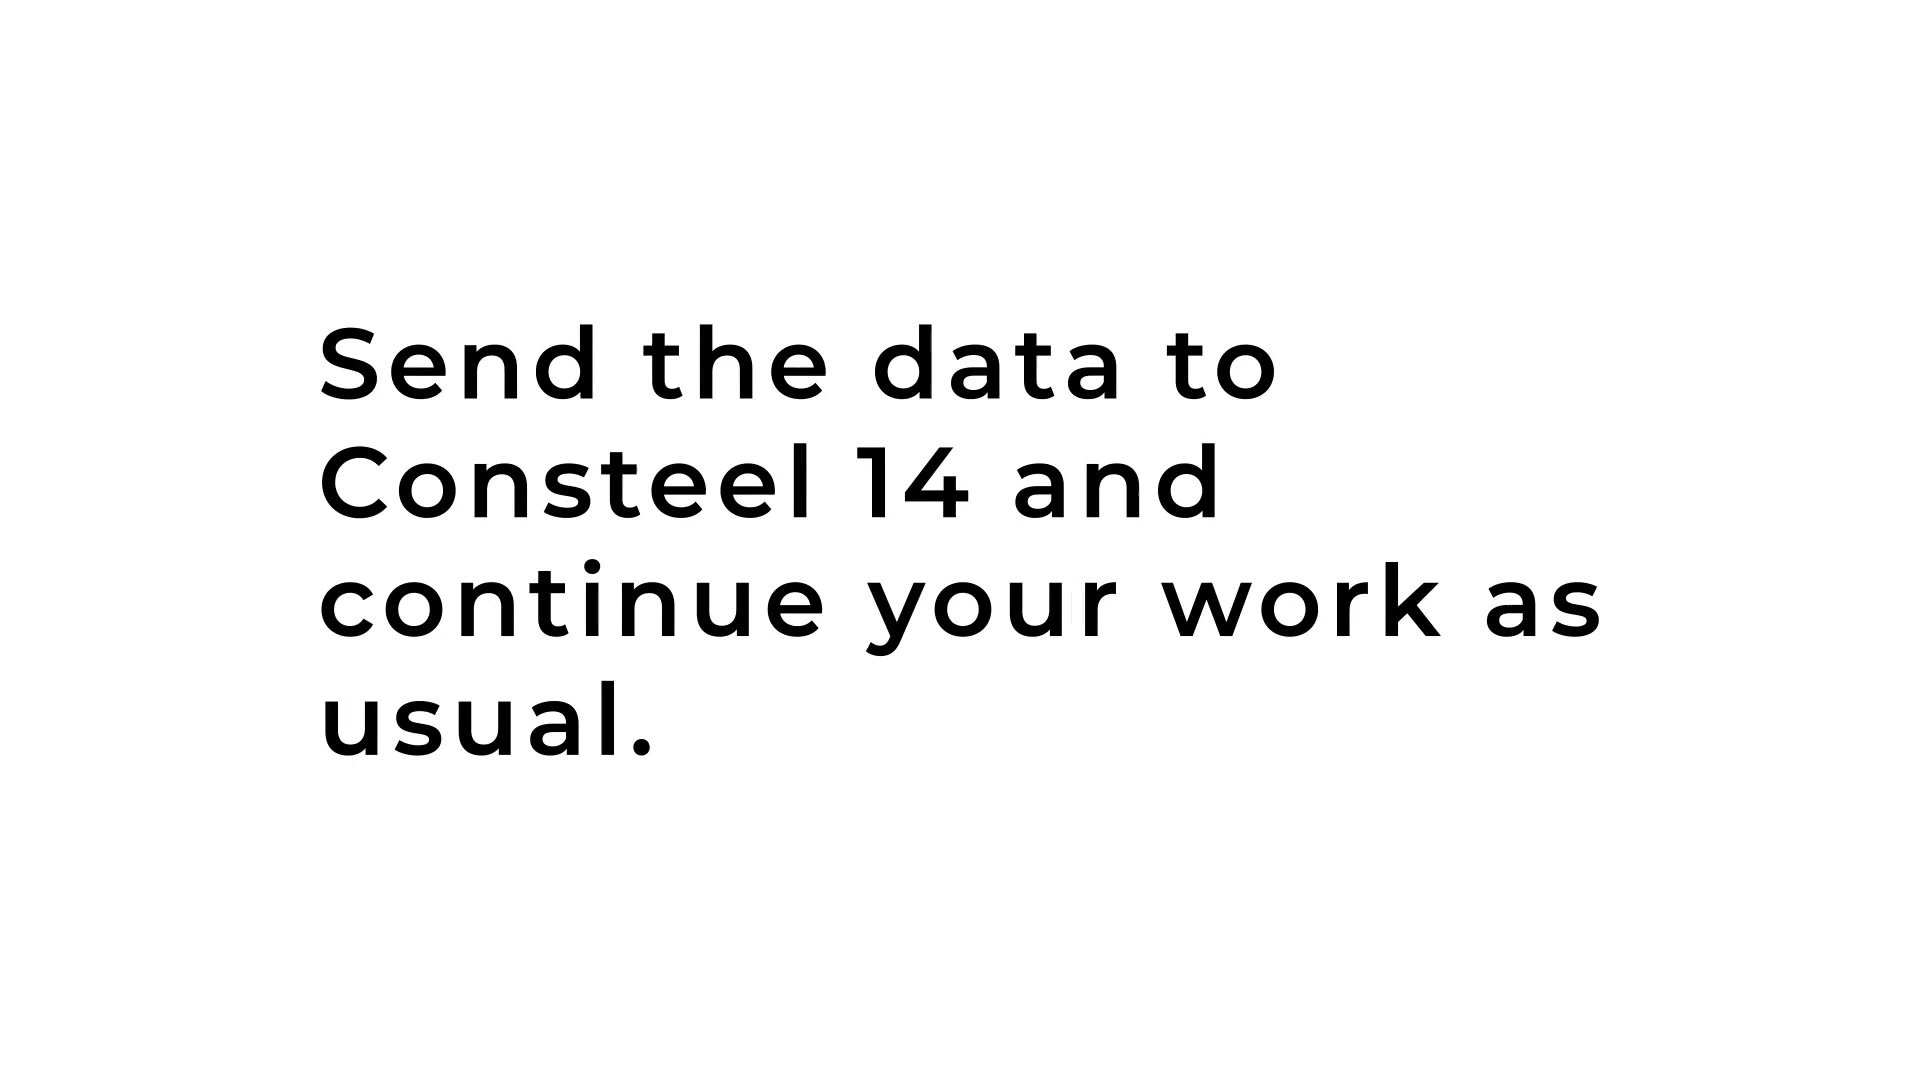 Send the data to
Consteel 14 and
continue your work as
usual.